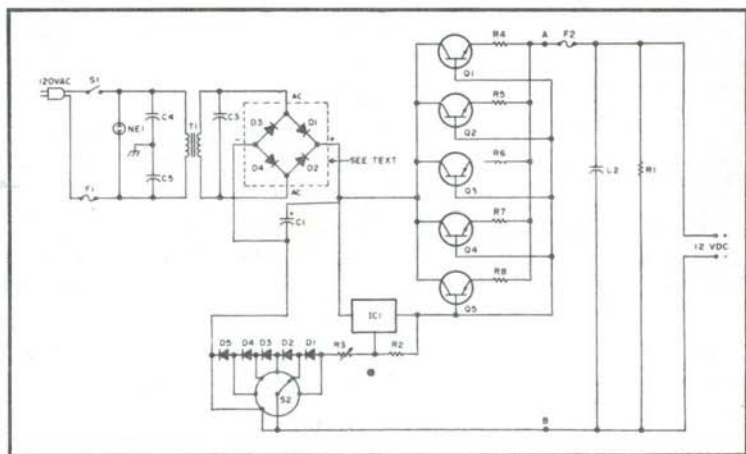 120VAC
S1
NE1
C4
C5
F1
T1
C3
AC
D3
D1
D4
D2
-
+
AC
SEE TEXT
+
C1
R4
Q1
R5
Q2
R6
Q3
R7
Q4
R8
Q5
A
F2
L2
R1
+
12 VDC
-
IC1
D5
D4
D3
D2
D1
R3
R2
S2
B